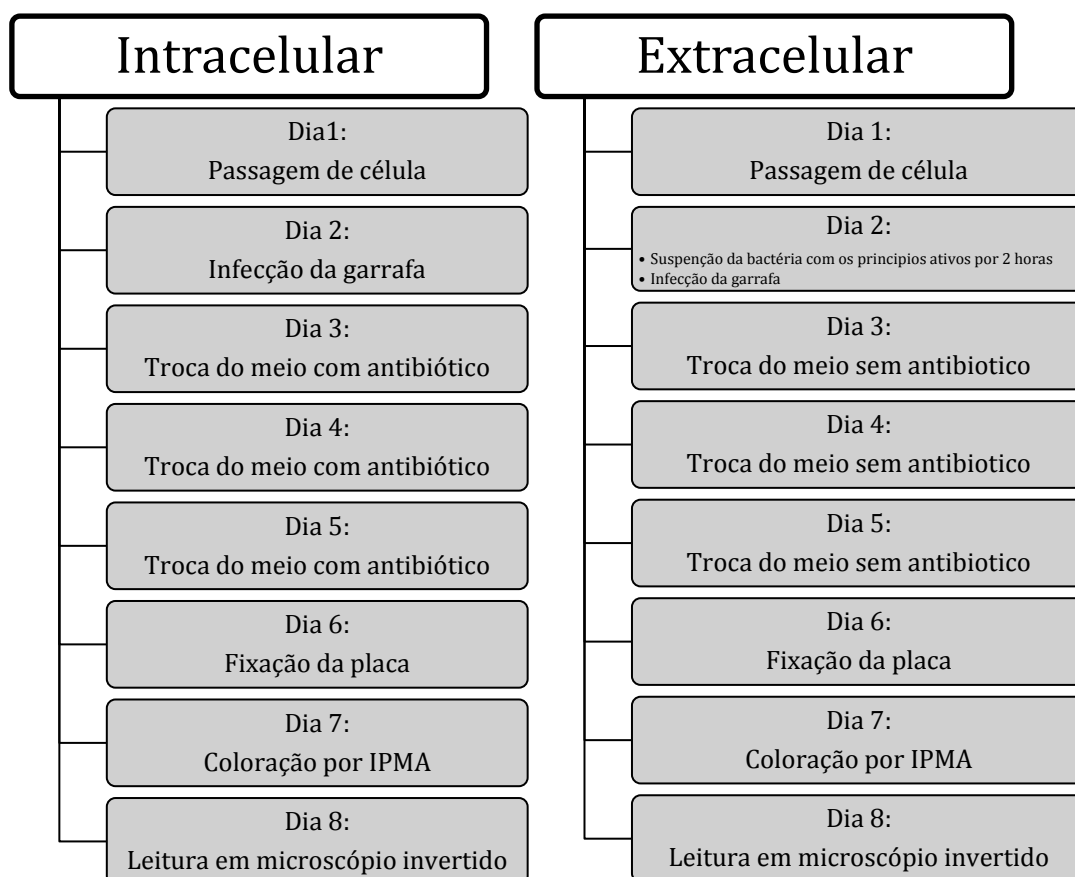 Intracelular
Dia1:
Passagem de célula
Dia 2:
Infecção da garrafa
Dia 3:
Troca do meio com antibiótico
Dia 4:
Troca do meio com antibiótico
Dia 5:
Troca do meio com antibiótico
Dia 6:
Fixação da placa
Dia 7:
Coloração por IPMA
Dia 8:
Leitura em microscópio invertido
Extracelular
Dia 1:
Passagem de célula
Dia 2:
• Suspenção da bactéria com os principios ativos por 2 horas
• Infecção da garrafa
Dia 3:
Troca do meio sem antibiotico
Dia 4:
Troca do meio sem antibiotico
Dia 5:
Troca do meio sem antibiotico
Dia 6:
Fixação da placa
Dia 7:
Coloração por IPMA
Dia 8:
Leitura em microscópio invertido